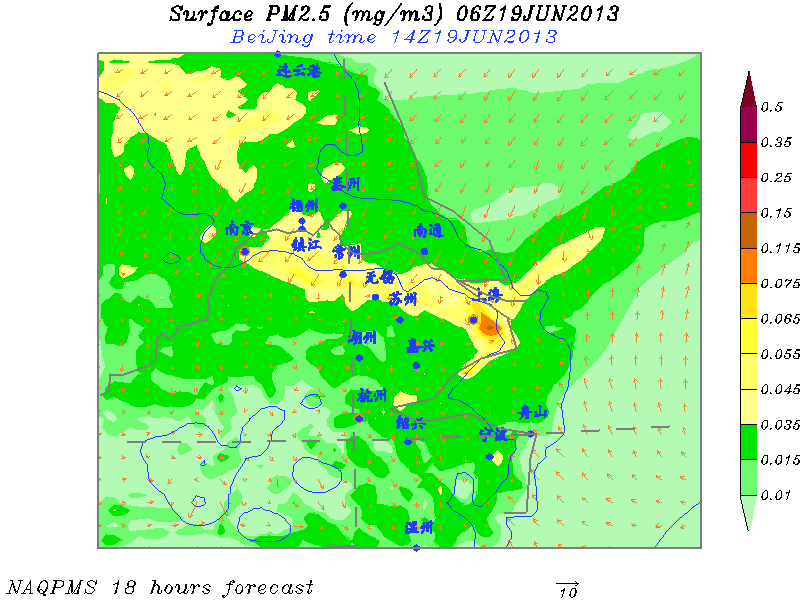 Surface PM2.5 (mg/m3) 06Z19JUN2013
BeiJing time 14Z19JUN2013
连云港
0.5
0.35
0.25
0.15
0.115
0.075
0.065
0.055
0.045
0.035
0.015
0.01
泰州
扬州
南京
南通
镇江
常州
无锡
苏州
上海
湖州
嘉兴
杭州
绍兴
舟山
宁波
温州
NAQPMS 18 hours forecast
10